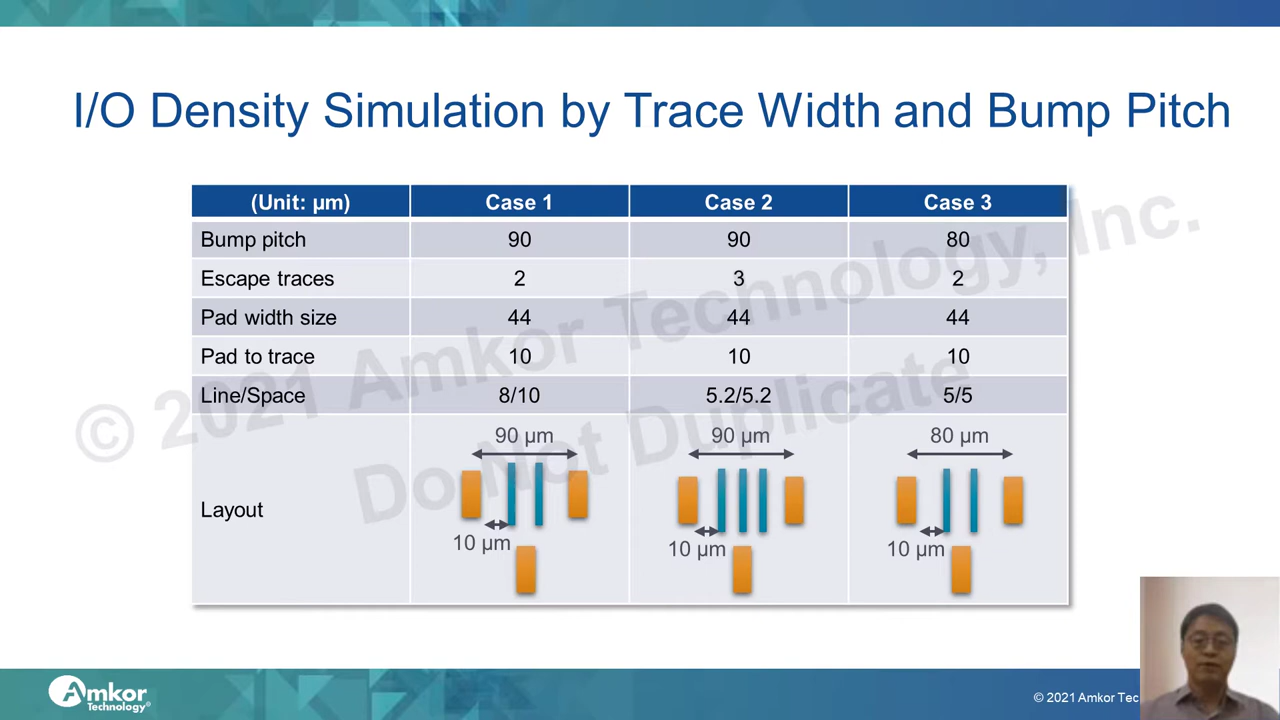 I/O Density Simulation by Trace Width and Bump Pitch
(Unit: µm) Case 1 Case 2 Case 3
Bump pitch 90 90 80
Escape traces 2 3 2
Pad width size 44 44 44
Pad to trace 10 10 10
Line/Space 8/10 5.2/5.2 5/5
Layout
90 µm 90 µm 80 µm
10 µm 10 µm 10 µm
© 2021 Amkor Technology, Inc.
Do Not Duplicate
Amkor
Technology®
© 2021 Amkor Tec